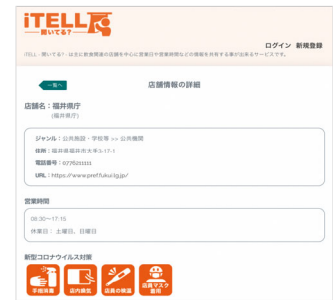 iTELL
開いてる?
ログイン 新規登録
iTELL - 開いてる? - は主に飲食関連の店舗を中心に営業日や営業時間などの情報を共有する事が出来るサービスです。
一覧へ
店舗情報の詳細
店舗名：福井県庁
(福井県庁)
ジャンル：公共施設・学校等 >> 公共機関
住所：福井県福井市大手3-17-1
電話番号：0776211111
URL：https://www.pref.fukui.lg.jp/
営業時間
08:30〜17:15
休業日： 土曜日、日曜日
新型コロナウイルス対策
手指消毒
店内換気
店員の検温
店員マスク
着用